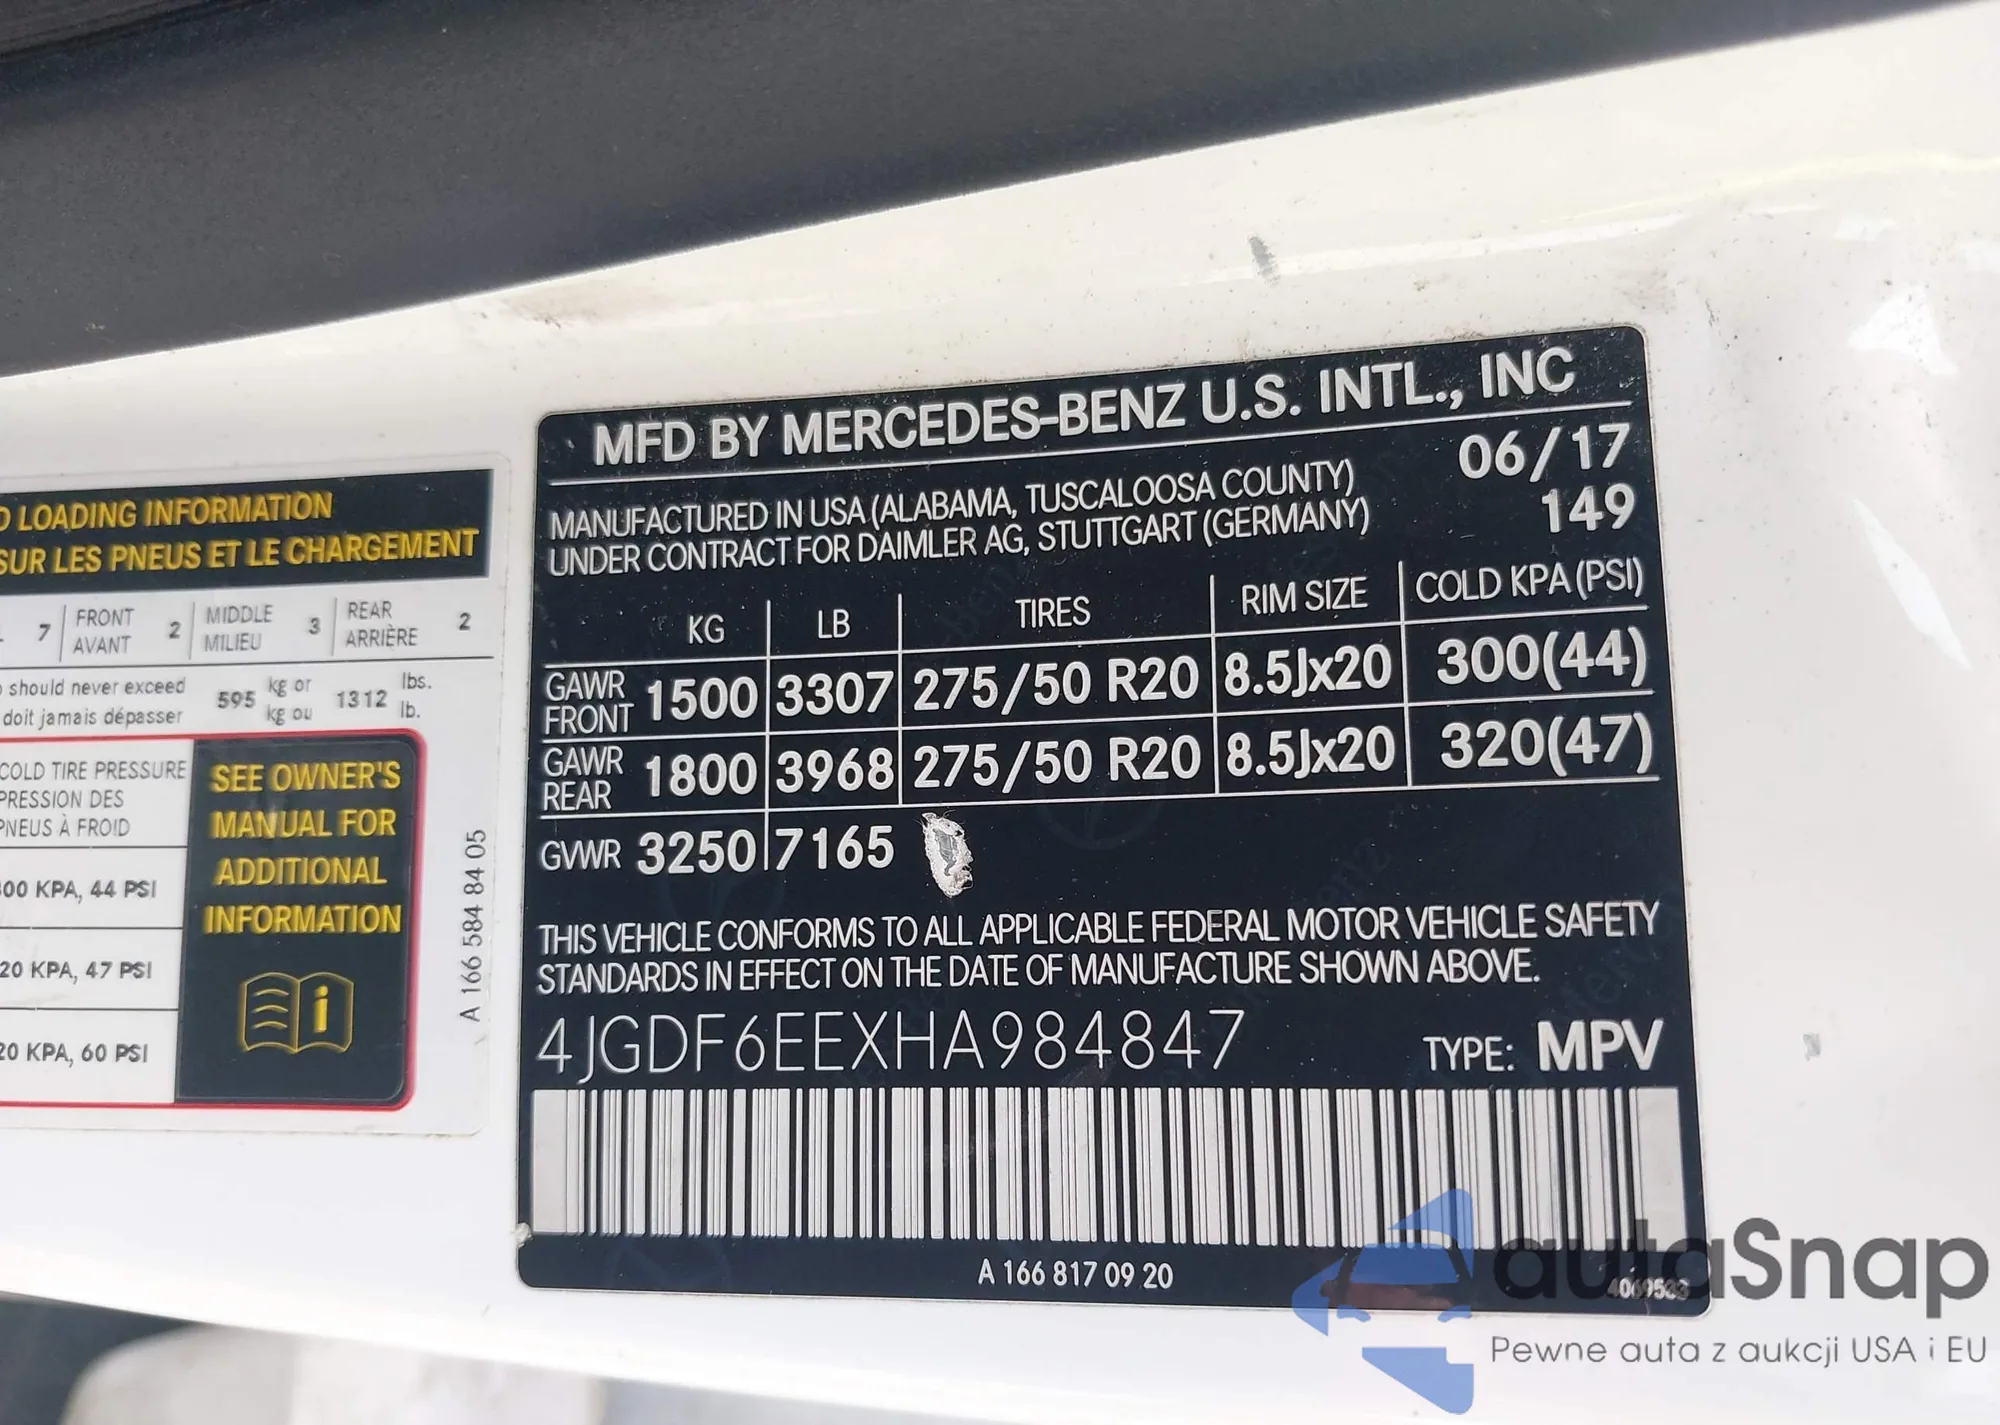 LOADING INFORMATION
SUR LES PNEUS ET LE CHARGEMENT
7 FRONT AVANT 2 MIDDLE MILIEU 3 REAR ARRIÈRE 2
should never exceed 595 kg or 1312 lbs.
doit jamais dépasser kg ou lb.
COLD TIRE PRESSURE
PRESSION DES
PNEUS À FROID
00 KPA, 44 PSI
20 KPA, 47 PSI
20 KPA, 60 PSI
SEE OWNER'S
MANUAL FOR
ADDITIONAL
INFORMATION
A 166 584 84 05
MFD BY MERCEDES-BENZ U.S. INTL., INC
MANUFACTURED IN USA (ALABAMA, TUSCALOOSA COUNTY) 06/17
UNDER CONTRACT FOR DAIMLER AG, STUTTGART (GERMANY) 149
KG LB TIRES RIM SIZE COLD KPA (PSI)
GAWR FRONT 1500 3307 275/50 R20 8.5Jx20 300(44)
GAWR REAR 1800 3968 275/50 R20 8.5Jx20 320(47)
GVWR 3250 7165
THIS VEHICLE CONFORMS TO ALL APPLICABLE FEDERAL MOTOR VEHICLE SAFETY
STANDARDS IN EFFECT ON THE DATE OF MANUFACTURE SHOWN ABOVE.
4JGDF6EEXHA984847 TYPE: MPV
A 166 817 09 20
autaSnap
Pewne auta z aukcji USA i EU